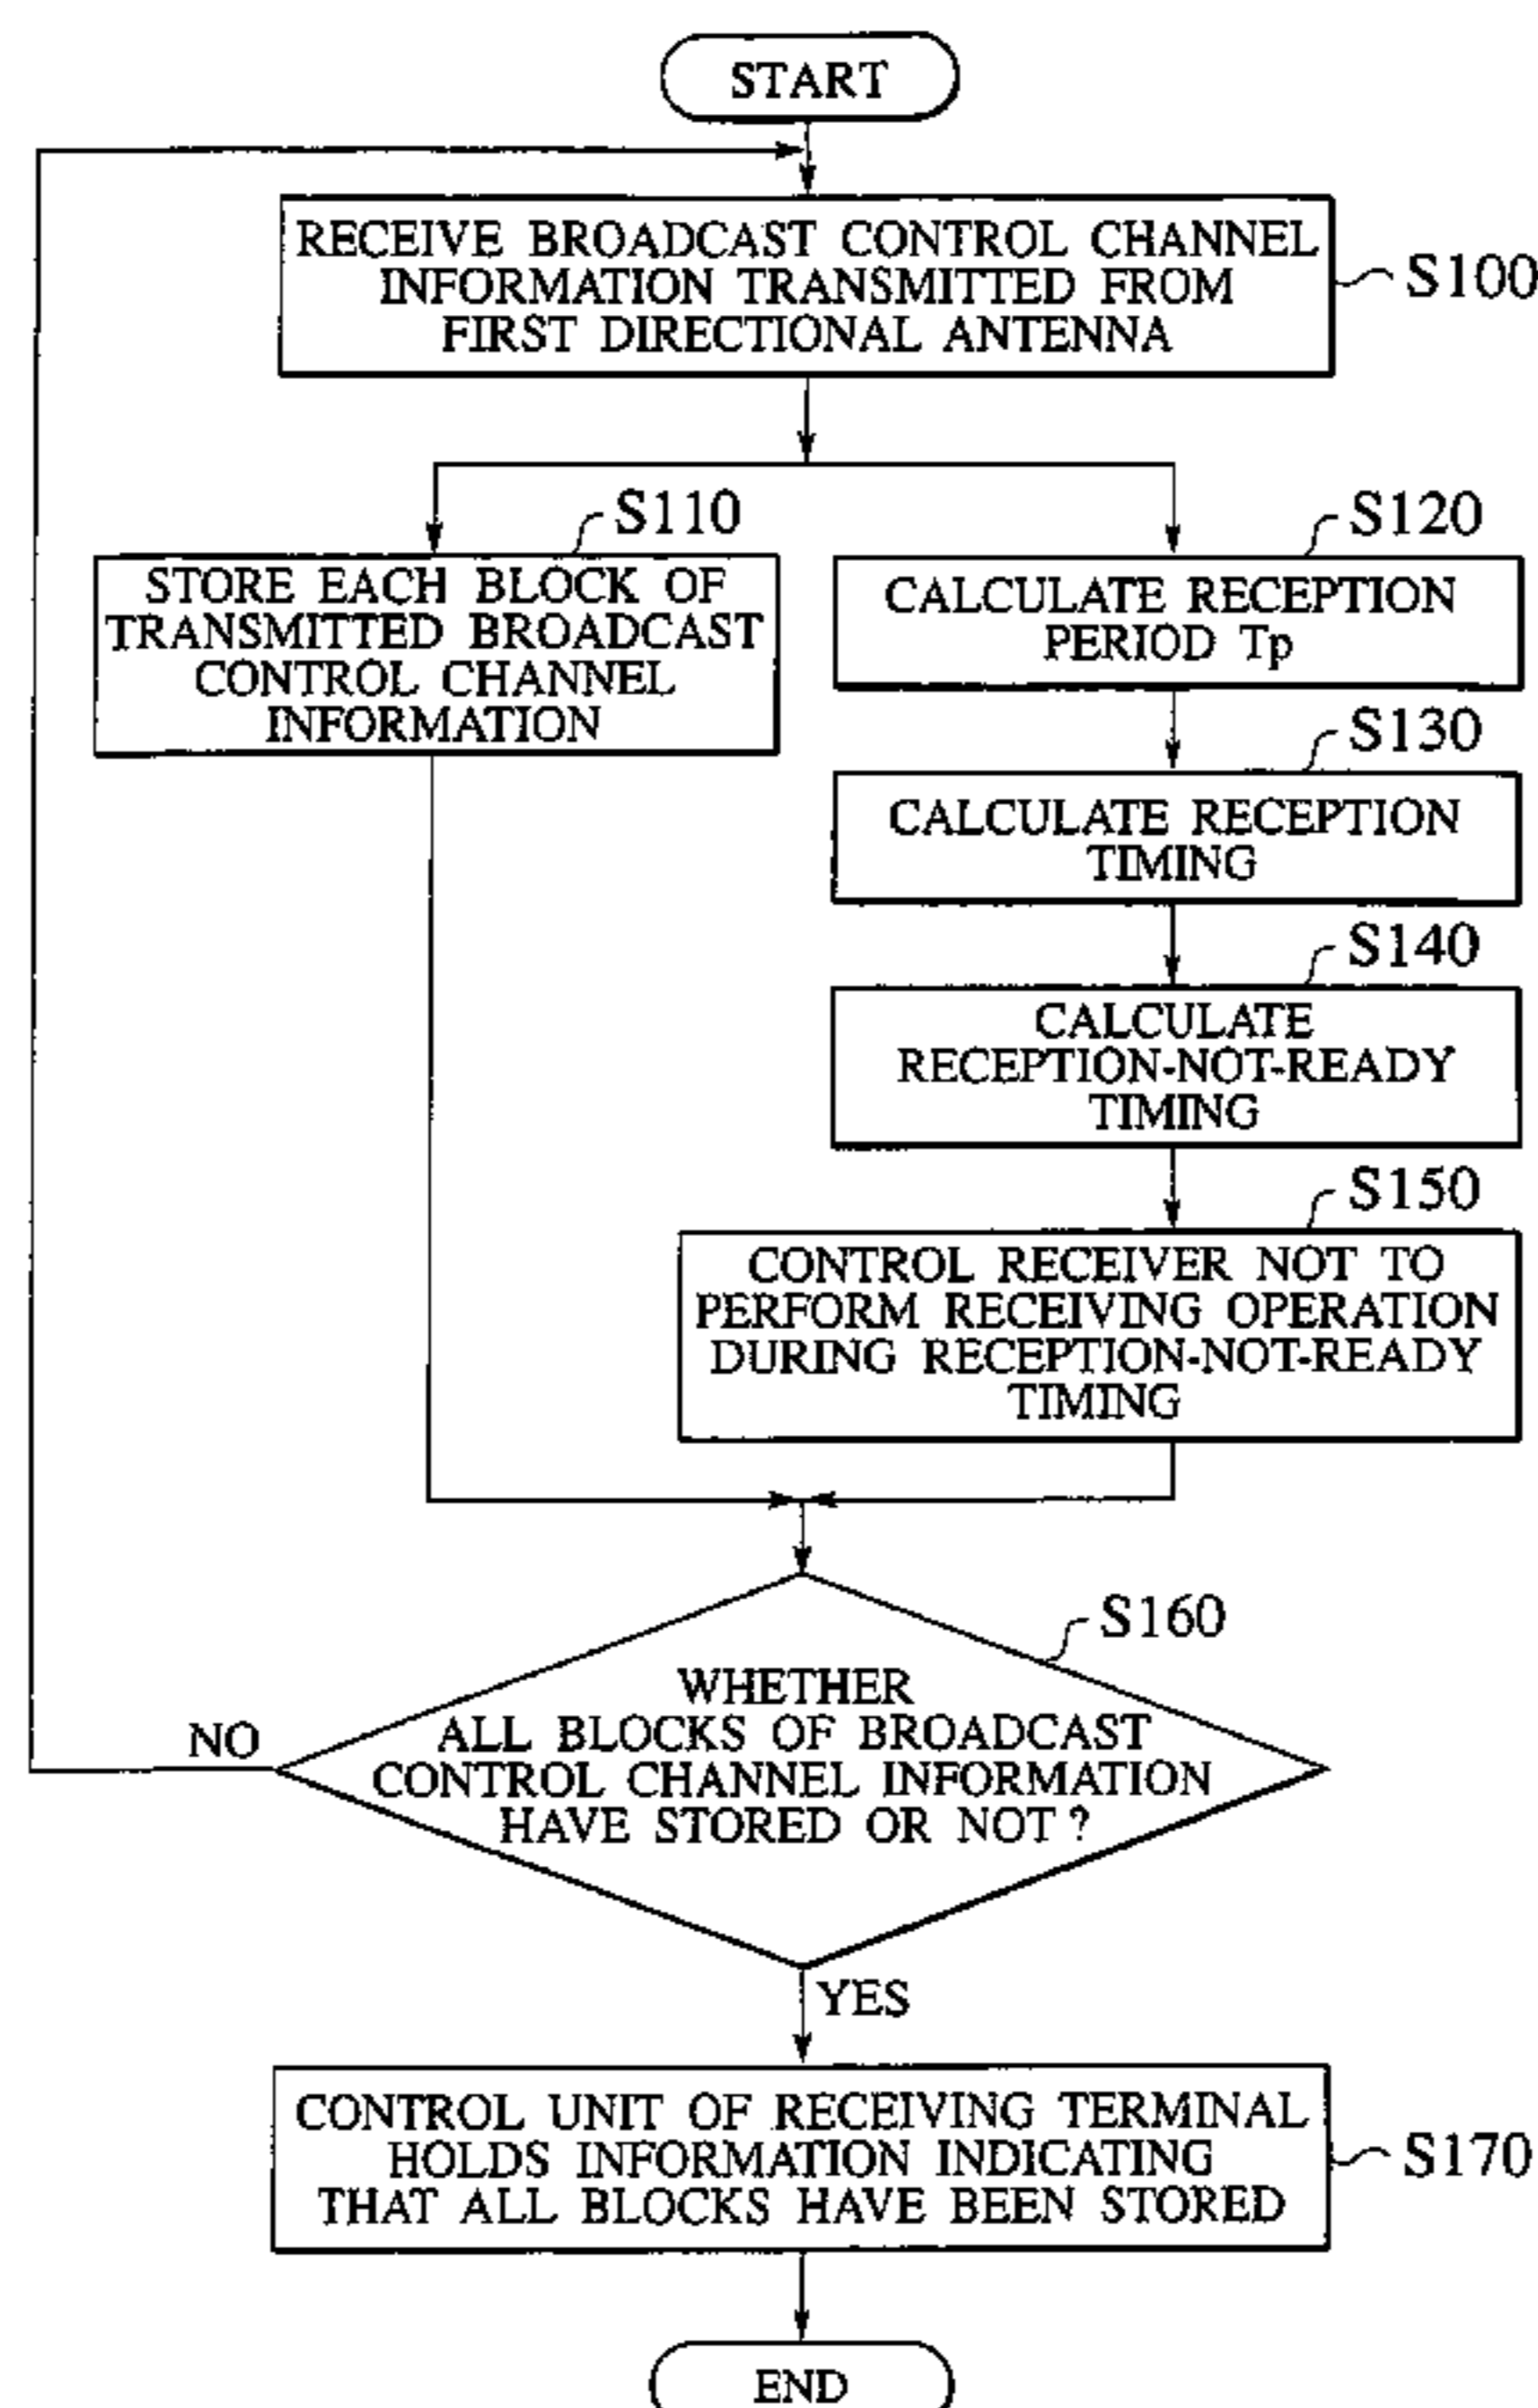 START
RECEIVE BROADCAST CONTROL CHANNEL
INFORMATION TRANSMITTED FROM
FIRST DIRECTIONAL ANTENNA
S100
S110
STORE EACH BLOCK OF
TRANSMITTED BROADCAST
CONTROL CHANNEL
INFORMATION
S120
CALCULATE RECEPTION
PERIOD Tp
S130
CALCULATE RECEPTION
TIMING
S140
CALCULATE
RECEPTION-NOT-READY
TIMING
S150
CONTROL RECEIVER NOT TO
PERFORM RECEIVING OPERATION
DURING RECEPTION-NOT-READY
TIMING
S160
WHETHER
ALL BLOCKS OF BROADCAST
CONTROL CHANNEL INFORMATION
HAVE STORED OR NOT ?
NO
YES
CONTROL UNIT OF RECEIVING TERMINAL
HOLDS INFORMATION INDICATING
THAT ALL BLOCKS HAVE BEEN STORED
S170
END